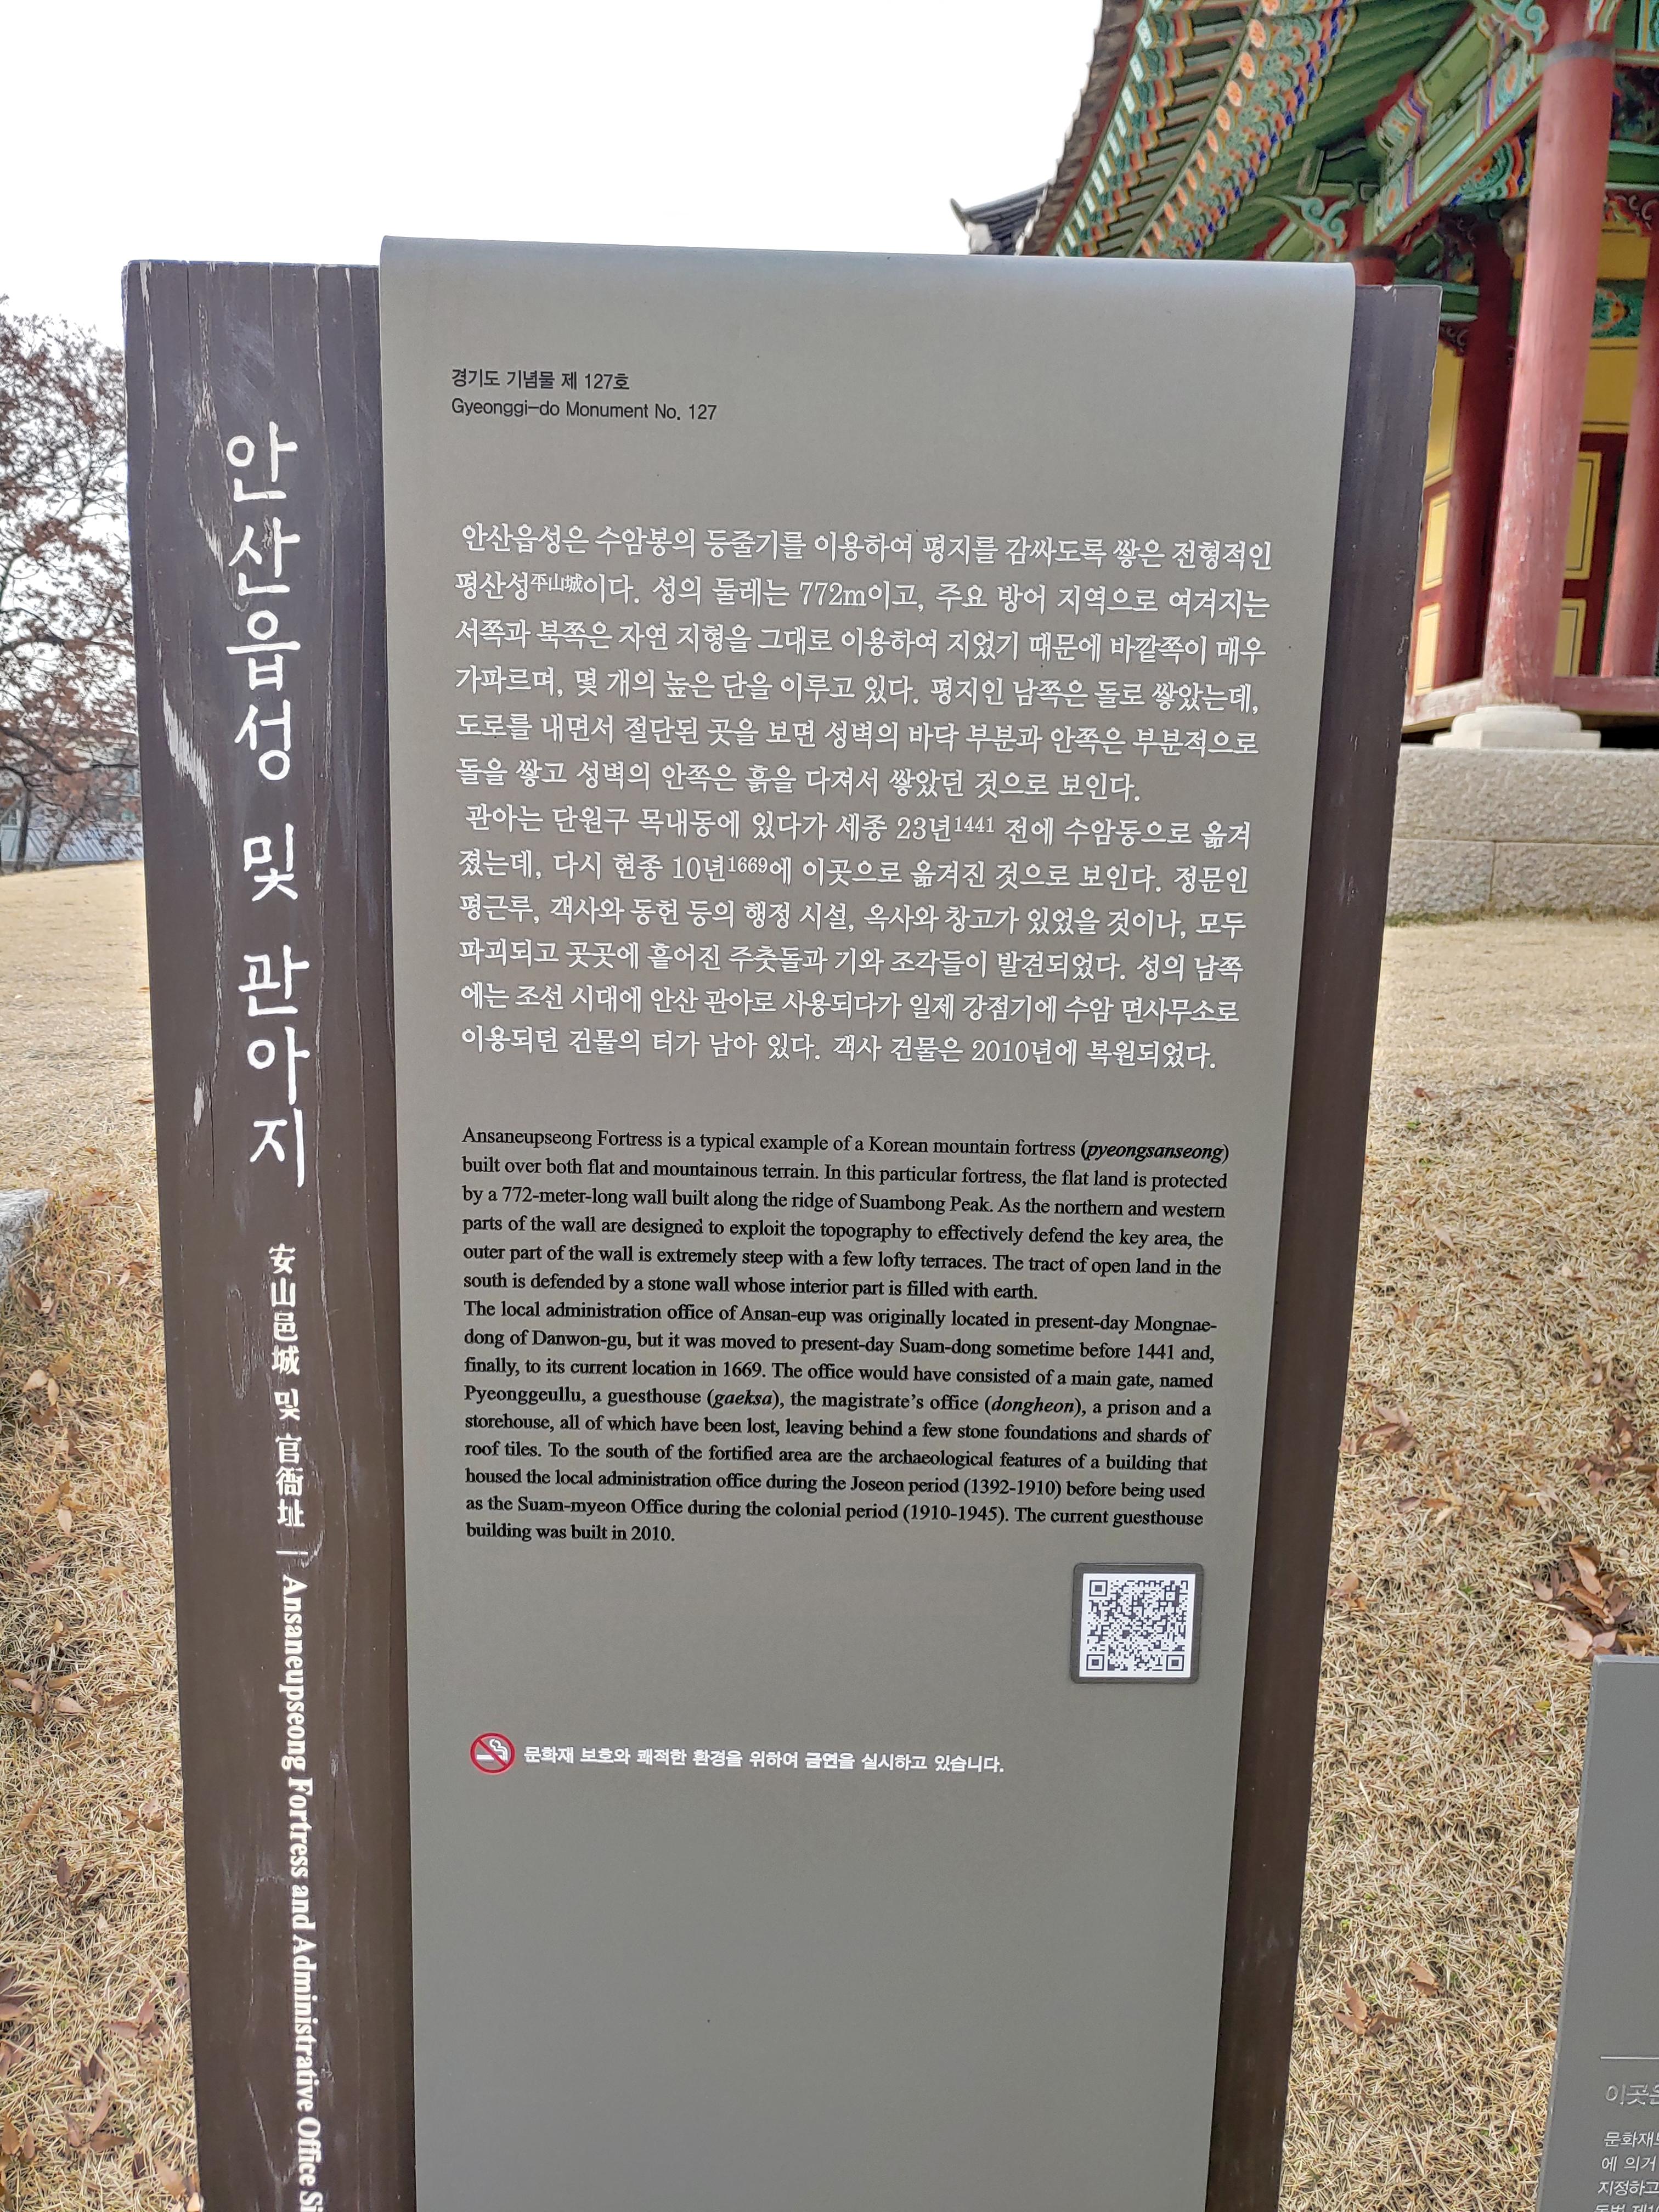 안산읍성 및 관아지
安山邑城 및 官衙址 | Ansaneupseong Fortress and Administrative Office
경기도 기념물 제 127호
Gyeonggi-do Monument No. 127
안산읍성은 수암봉의 등줄기를 이용하여 평지를 감싸도록 쌓은 전형적인
평산성平山城이다. 성의 둘레는 772m이고, 주요 방어 지역으로 여겨지는
서쪽과 북쪽은 자연 지형을 그대로 이용하여 지었기 때문에 바깥쪽이 매우
가파르며, 몇 개의 높은 단을 이루고 있다. 평지인 남쪽은 돌로 쌓았는데,
도로를 내면서 절단된 곳을 보면 성벽의 바닥 부분과 안쪽은 부분적으로
돌을 쌓고 성벽의 안쪽은 흙을 다져서 쌓았던 것으로 보인다.
관아는 단원구 목내동에 있다가 세종 23년1441 전에 수암동으로 옮겨
졌는데, 다시 현종 10년1669에 이곳으로 옮겨진 것으로 보인다. 정문인
평근루, 객사와 동헌 등의 행정 시설, 옥사와 창고가 있었을 것이나, 모두
파괴되고 곳곳에 흩어진 주춧돌과 기와 조각들이 발견되었다. 성의 남쪽
에는 조선 시대에 안산 관아로 사용되다가 일제 강점기에 수암 면사무소로
이용되던 건물의 터가 남아 있다. 객사 건물은 2010년에 복원되었다.
Ansaneupseong Fortress is a typical example of a Korean mountain fortress (pyeongsanseong)
built over both flat and mountainous terrain. In this particular fortress, the flat land is protected
by a 772-meter-long wall built along the ridge of Suambong Peak. As the northern and western
parts of the wall are designed to exploit the topography to effectively defend the key area, the
outer part of the wall is extremely steep with a few lofty terraces. The tract of open land in the
south is defended by a stone wall whose interior part is filled with earth.
The local administration office of Ansan-eup was originally located in present-day Mongnae-
dong of Danwon-gu, but it was moved to present-day Suam-dong sometime before 1441 and,
finally, to its current location in 1669. The office would have consisted of a main gate, named
Pyeonggeullu, a guesthouse (gaeksa), the magistrate's office (dongheon), a prison and a
storehouse, all of which have been lost, leaving behind a few stone foundations and shards of
roof tiles. To the south of the fortified area are the archaeological features of a building that
housed the local administration office during the Joseon period (1392-1910) before being used
as the Suam-myeon Office during the colonial period (1910-1945). The current guesthouse
building was built in 2010.
문화재 보호와 쾌적한 환경을 위하여 금연을 실시하고 있습니다.
이곳은
문화재
에 의거
지정하고